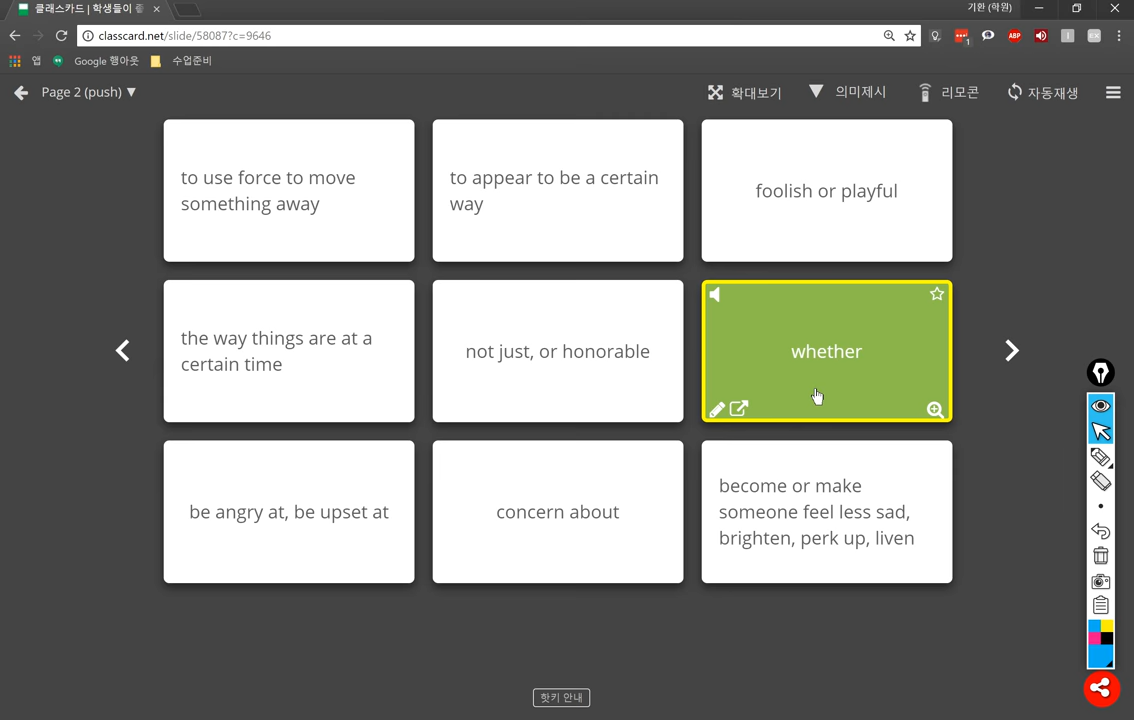 클래스카드 | 학생들이 즐
기환 (학원)
classcard.net/slide/58087?c=9646
1
ABP
앱
Google 행아웃
수업준비
Page 2 (push) ▼
확대보기
의미제시
리모콘
자동재생
to use force to move
something away
to appear to be a certain
way
foolish or playful
the way things are at a
certain time
not just, or honorable
whether
be angry at, be upset at
concern about
become or make
someone feel less sad,
brighten, perk up, liven
핫키 안내